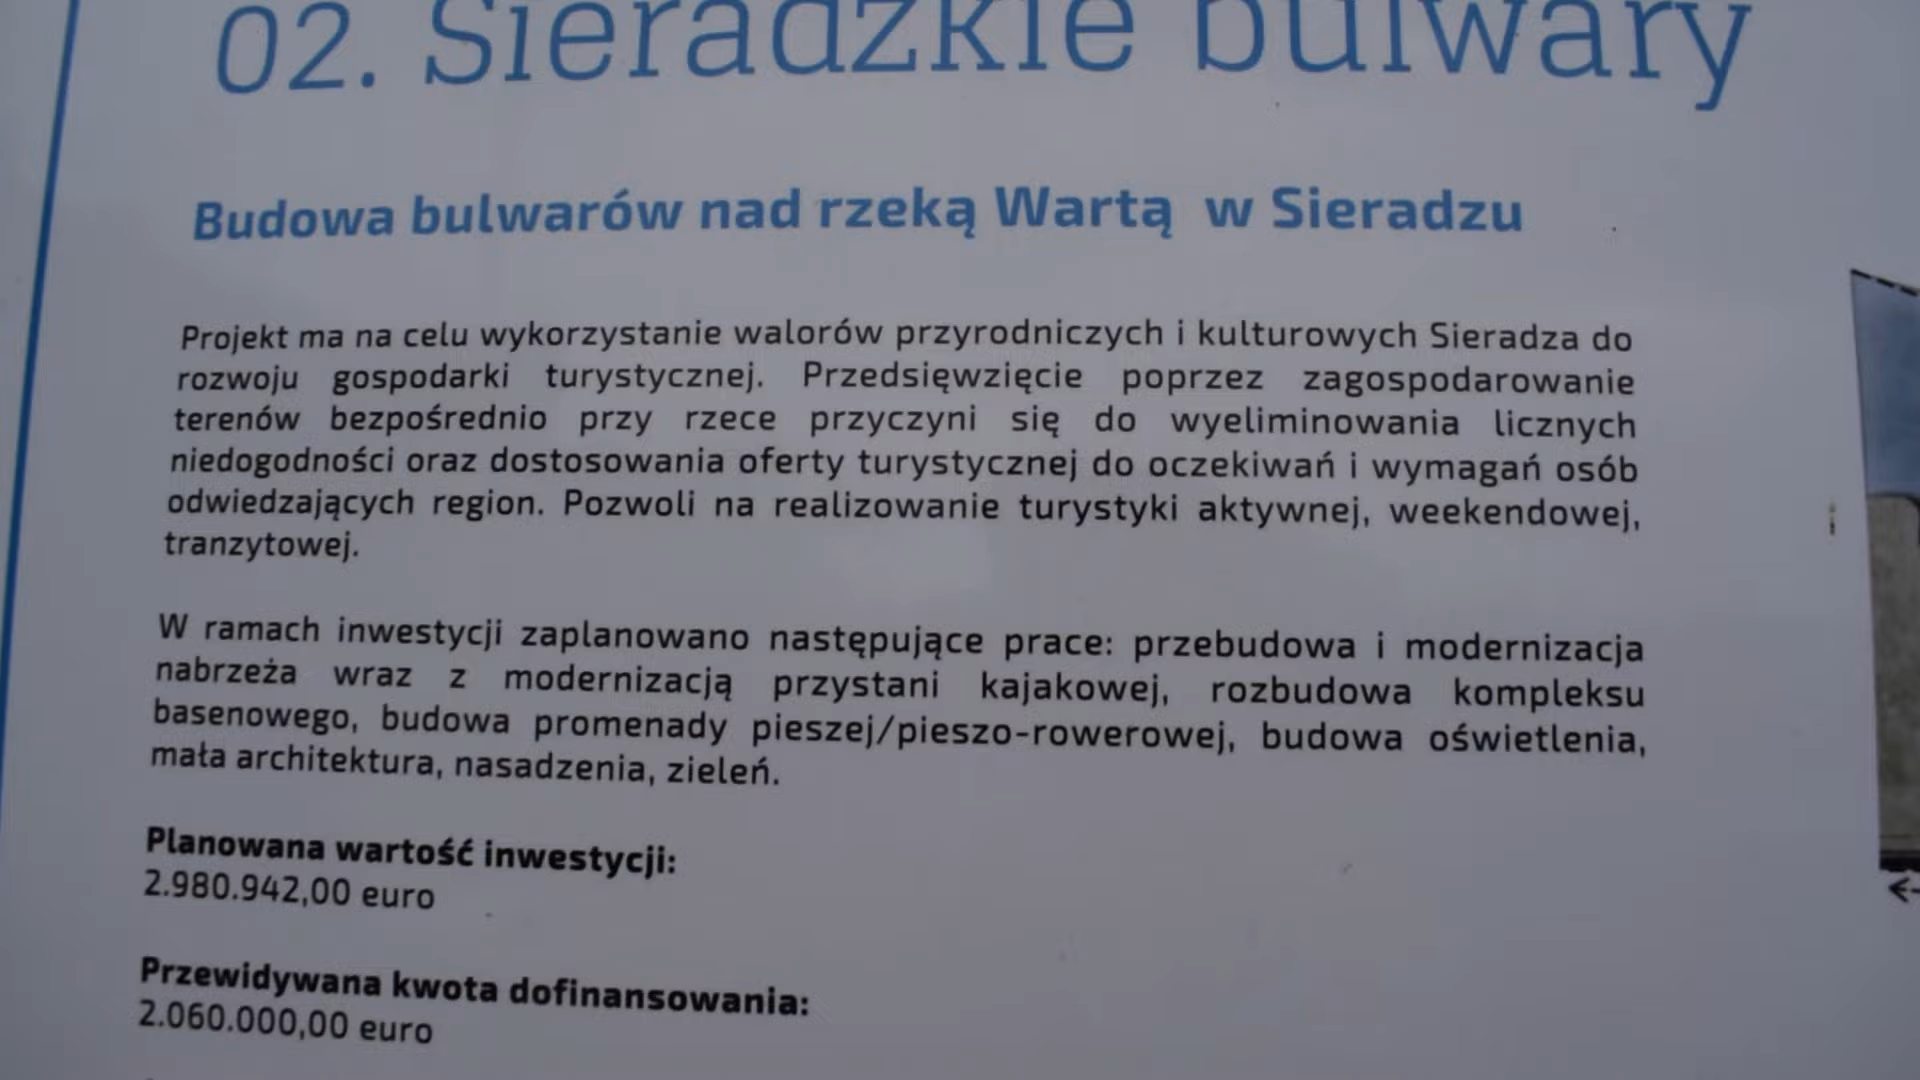 02. Sieradzkie bulwary
Budowa bulwarów nad rzeką Wartą w Sieradzu
Projekt ma na celu wykorzystanie walorów przyrodniczych i kulturowych Sieradza do
rozwoju gospodarki turystycznej. Przedsięwzięcie poprzez zagospodarowanie
terenów bezpośrednio przy rzece przyczyni się do wyeliminowania licznych
niedogodności oraz dostosowania oferty turystycznej do oczekiwań i wymagań osób
odwiedzających region. Pozwoli na realizowanie turystyki aktywnej, weekendowej,
tranzytowej.
W ramach inwestycji zaplanowano następujące prace: przebudowa i modernizacja
nabrzeża wraz z modernizacją przystani kajakowej, rozbudowa kompleksu
basenowego, budowa promenady pieszej/pieszo-rowerowej, budowa oświetlenia,
mała architektura, nasadzenia, zieleń.
Planowana wartość inwestycji:
2.980.942,00 euro
Przewidywana kwota dofinansowania:
2.060.000,00 euro